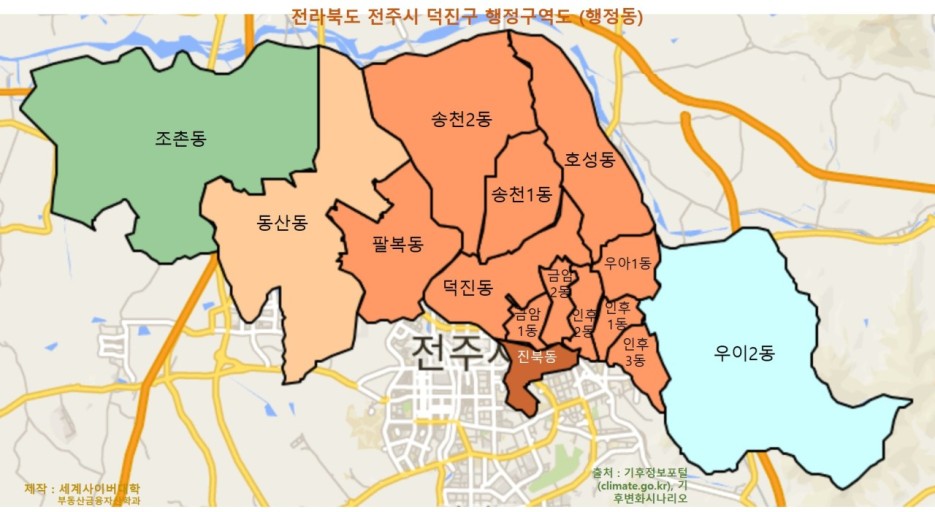 전라북도 전주시 덕진구 행정구역도 (행정동)
조촌동
송천2동
호성동
송천1동
동산동
팔복동
우아1동
덕진동
금암
2동
금암
1동
인후
2동
인후
1동
인후
3동
우이2동
전주시
진북동
제작 : 세계사이버대학
부동산금융자산학과
출처 : 기후정보포털
(climate.go.kr), 기
후변화시나리오